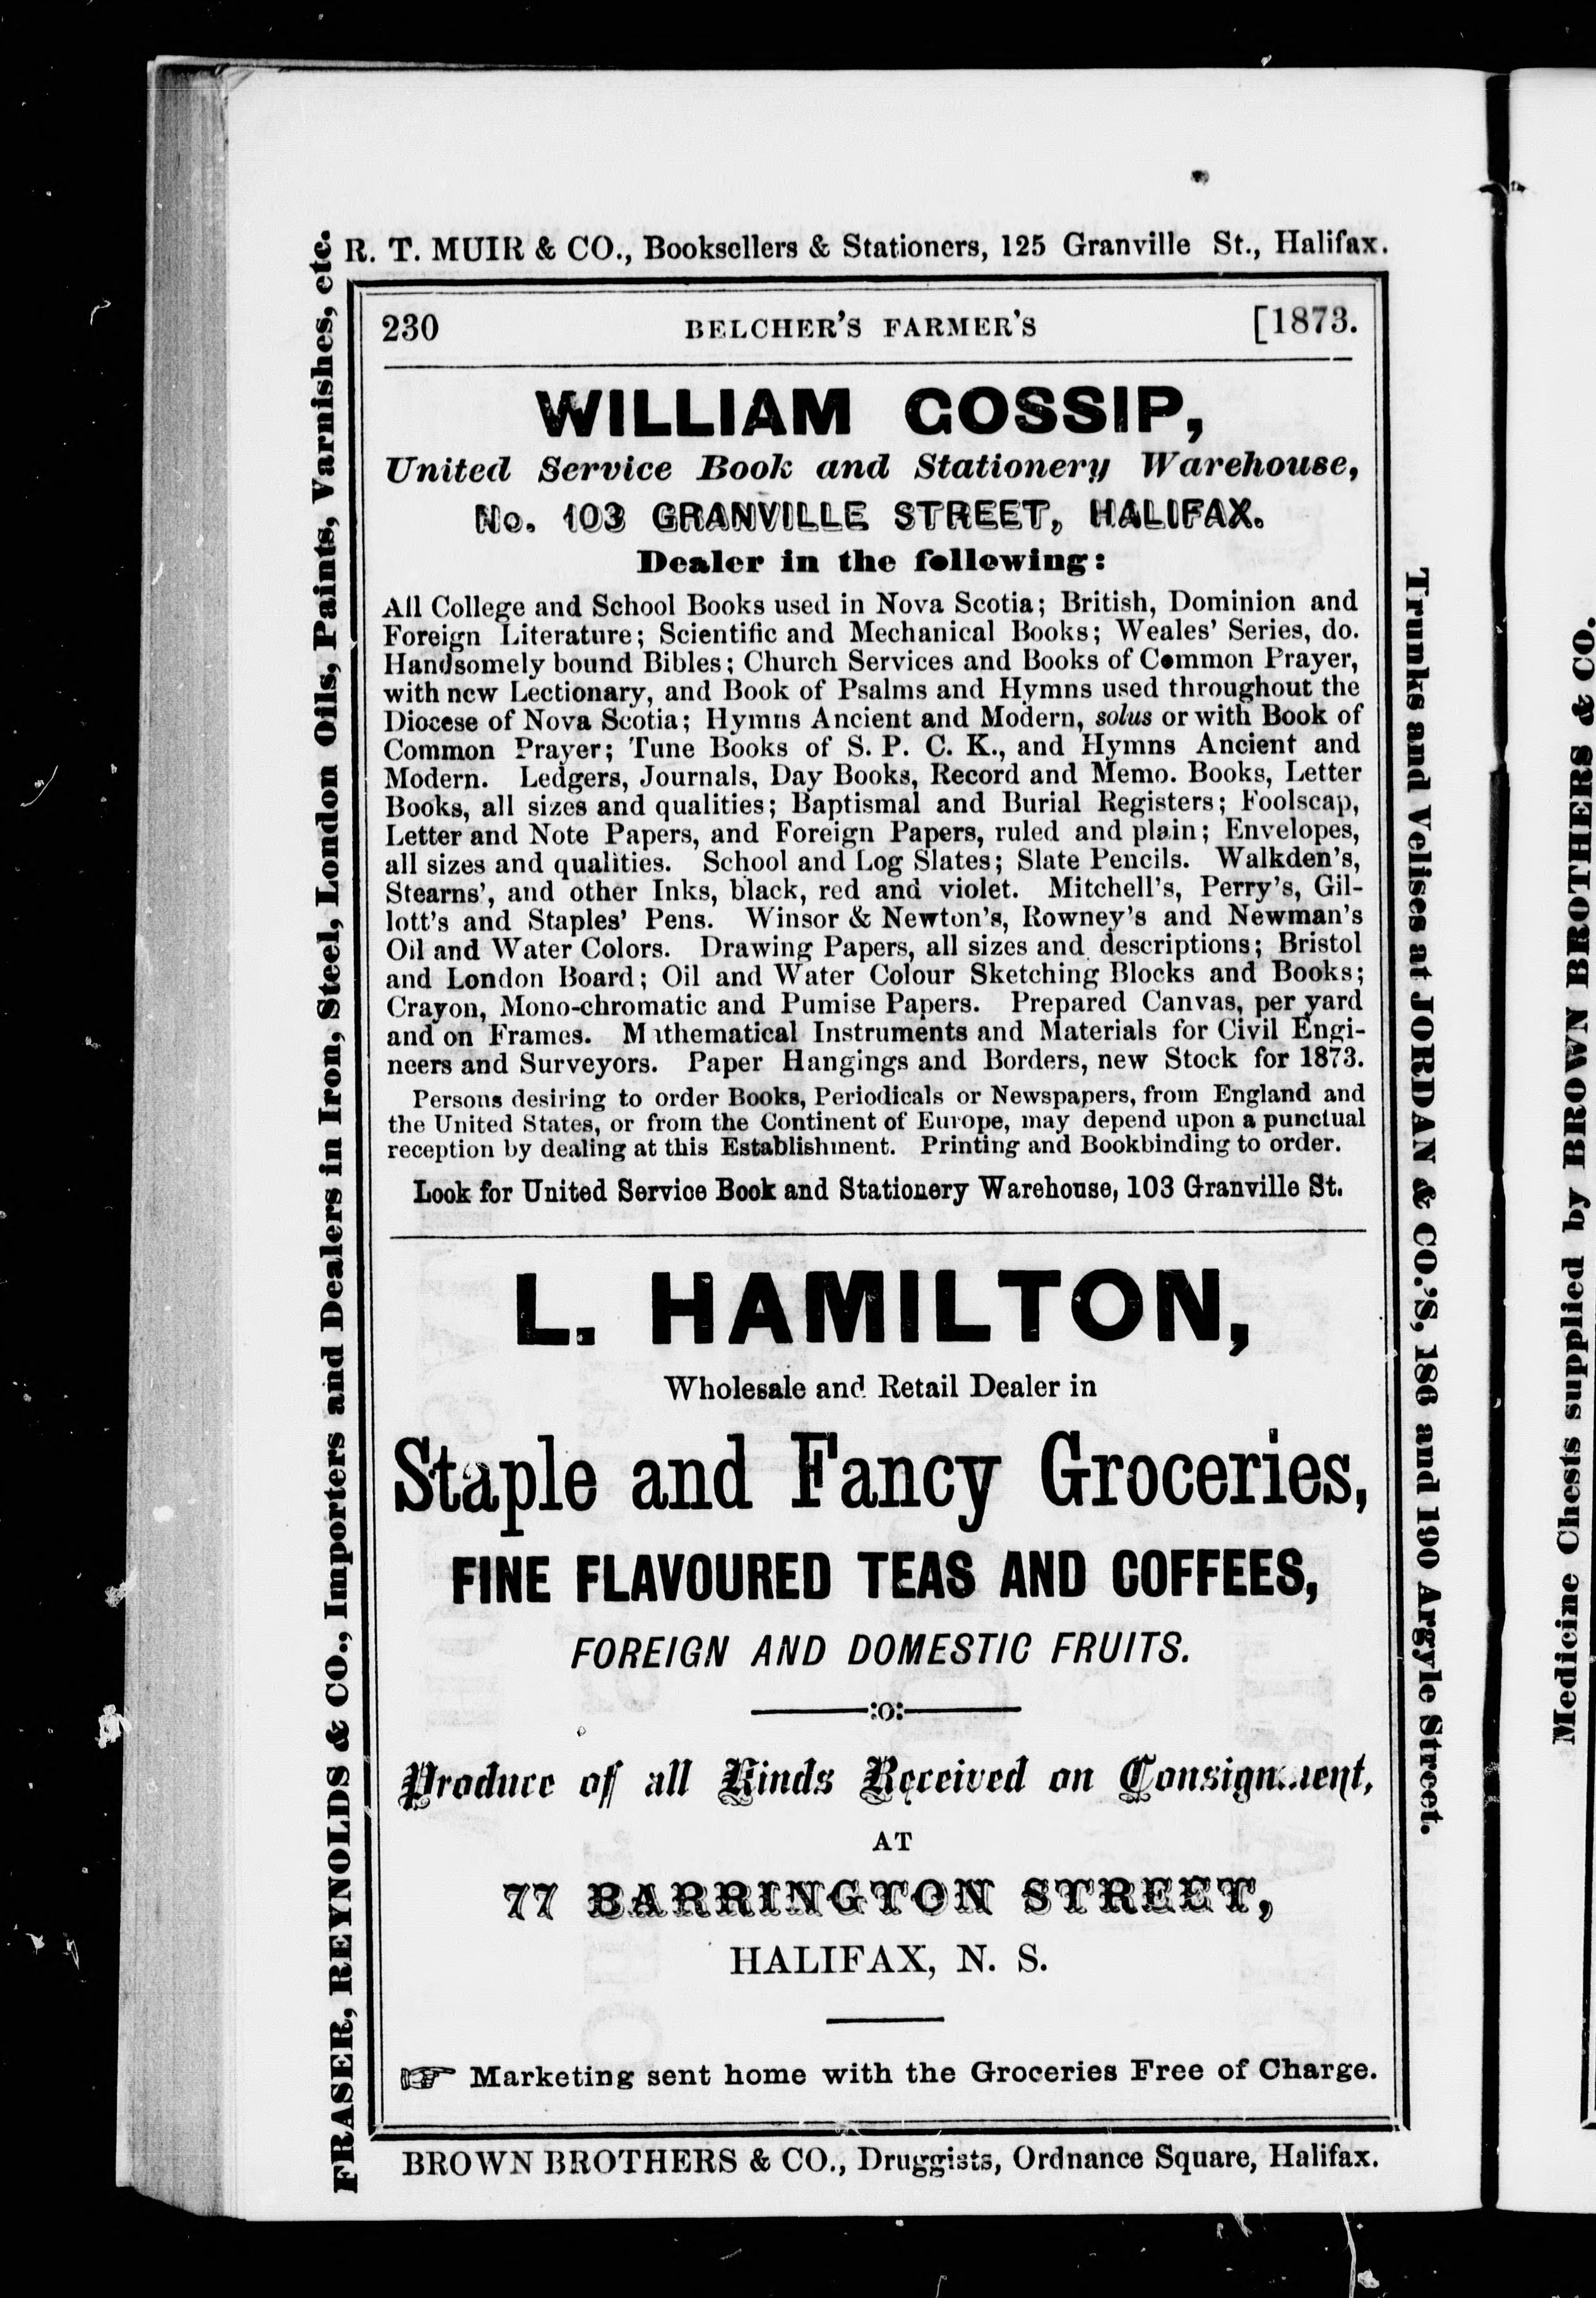 R. T. MUIR & CO., Booksellers & Stationers, 125 Granville St., Halifax.
230 BELCHER'S FARMER'S [1873.
WILLIAM GOSSIP,
United Service Book and Stationery Warehouse,
No. 103 GRANVILLE STREET, HALIFAX.
Dealer in the following:
All College and School Books used in Nova Scotia; British, Dominion and
Foreign Literature; Scientific and Mechanical Books; Weales' Series, do.
Handsomely bound Bibles; Church Services and Books of Common Prayer,
with new Lectionary, and Book of Psalms and Hymns used throughout the
Diocese of Nova Scotia; Hymns Ancient and Modern, solus or with Book of
Common Prayer; Tune Books of S. P. C. K., and Hymns Ancient and
Modern. Ledgers, Journals, Day Books, Record and Memo. Books, Letter
Books, all sizes and qualities; Baptismal and Burial Registers; Foolscap,
Letter and Note Papers, and Foreign Papers, ruled and plain; Envelopes,
all sizes and qualities. School and Log Slates; Slate Pencils. Walkden's,
Stearns', and other Inks, black, red and violet. Mitchell's, Perry's, Gil-
lott's and Staples' Pens. Winsor & Newton's, Rowney's and Newman's
Oil and Water Colors. Drawing Papers, all sizes and descriptions; Bristol
and London Board; Oil and Water Colour Sketching Blocks and Books;
Crayon, Mono-chromatic and Pumise Papers. Prepared Canvas, per yard
and on Frames. Mathematical Instruments and Materials for Civil Engi-
neers and Surveyors. Paper Hangings and Borders, new Stock for 1873.
Persons desiring to order Books, Periodicals or Newspapers, from England and
the United States, or from the Continent of Europe, may depend upon a punctual
reception by dealing at this Establishment. Printing and Bookbinding to order.
Look for United Service Book and Stationery Warehouse, 103 Granville St.
L. HAMILTON,
Wholesale and Retail Dealer in
Staple and Fancy Groceries,
FINE FLAVOURED TEAS AND COFFEES,
FOREIGN AND DOMESTIC FRUITS.
:o:
Produce of all Kinds Received on Consignment,
AT
77 BARRINGTON STREET,
HALIFAX, N. S.
☞ Marketing sent home with the Groceries Free of Charge.
BROWN BROTHERS & CO., Druggists, Ordnance Square, Halifax.
FRASER, REYNOLDS & CO., Importers and Dealers in Iron, Steel, London Oils, Paints, Varnishes, etc.
Trunks and Velises at JORDAN & CO.'S, 186 and 190 Argyle Street.
Medicine Chests supplied by BROWN BROTHERS & CO.